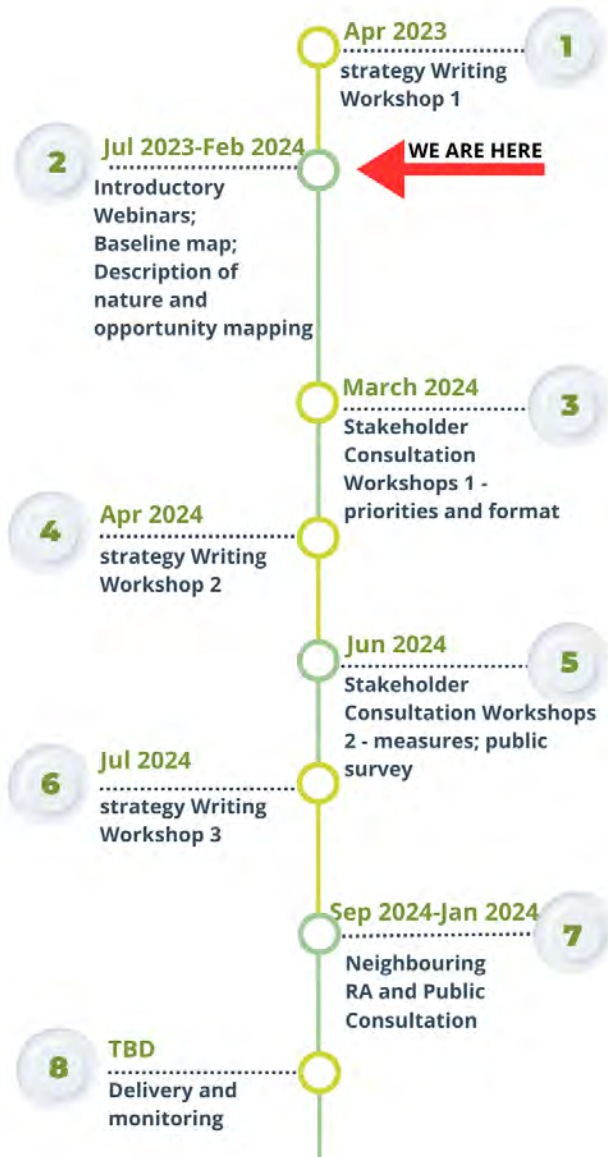 Apr 2023
1
strategy Writing
Workshop 1
2
Jul 2023-Feb 2024
WE ARE HERE
Introductory
Webinars;
Baseline map;
Description of
nature and
opportunity mapping
March 2024
3
Stakeholder
Consultation
Workshops 1 -
priorities and format
4
Apr 2024
strategy Writing
Workshop 2
Jun 2024
5
Stakeholder
Consultation Workshops
2 - measures; public
survey
6
Jul 2024
strategy Writing
Workshop 3
Sep 2024-Jan 2024
7
Neighbouring
RA and Public
Consultation
8
TBD
Delivery and
monitoring